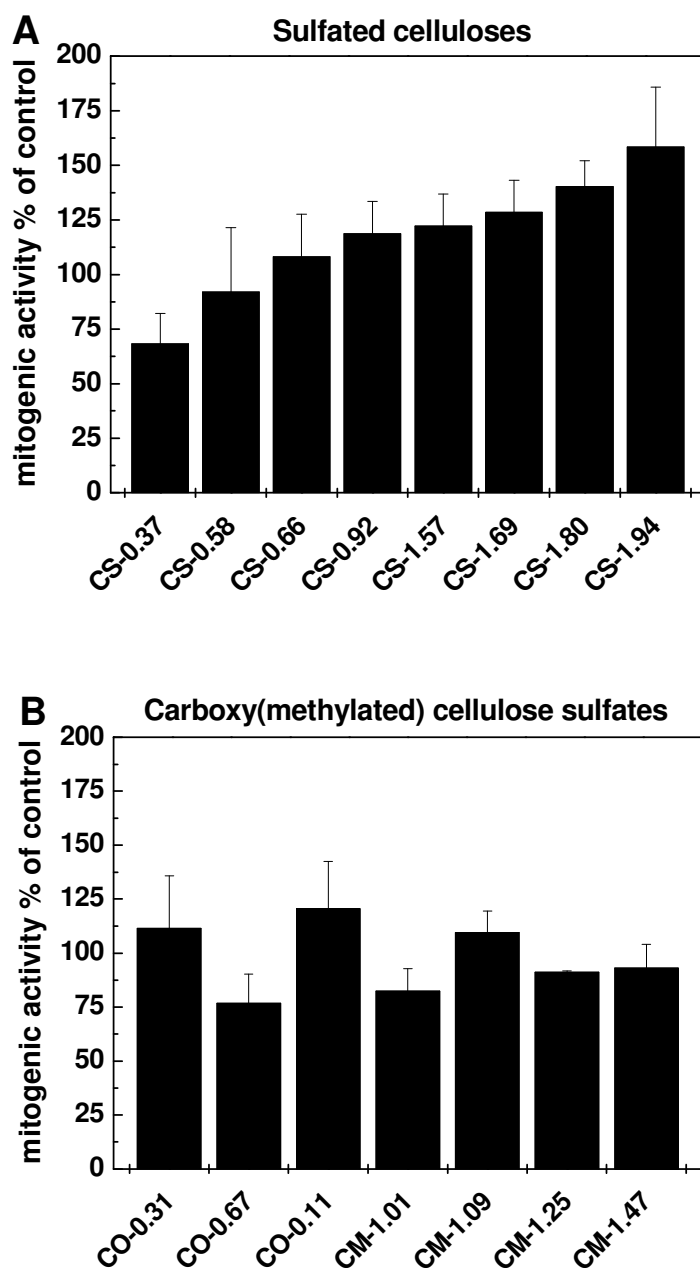 A
Sulfated celluloses
mitogenic activity % of control
200
175
150
125
100
75
50
25
0
CS-0.37
CS-0.58
CS-0.66
CS-0.92
CS-1.57
CS-1.69
CS-1.80
CS-1.94
B
Carboxy(methylated) cellulose sulfates
mitogenic activity % of control
200
175
150
125
100
75
50
25
0
CO-0.31
CO-0.67
CO-0.11
CM-1.01
CM-1.09
CM-1.25
CM-1.47